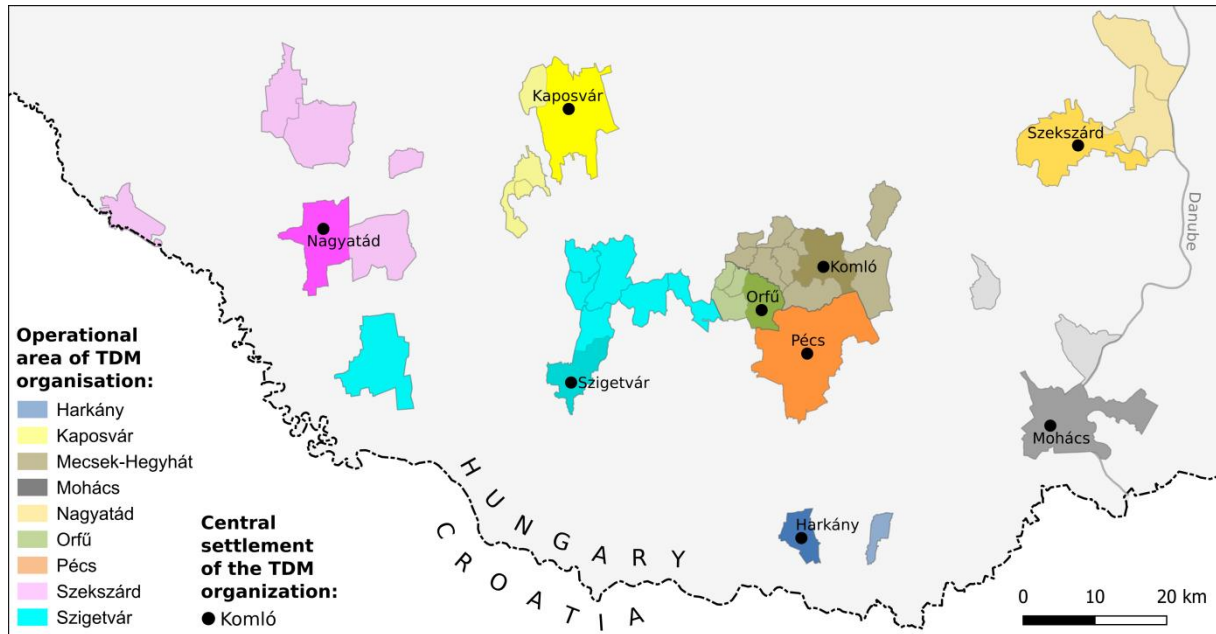 Kaposvár
Szekszárd
Danube
Nagyatád
Komló
Orfű
Pécs
Szigetvár
Mohács
Harkány
HUNGARY
CROATIA
Operational
area of TDM
organisation:
Harkány
Kaposvár
Mecsek-Hegyhát
Mohács
Nagyatád
Orfű
Pécs
Szekszárd
Szigetvár
Central
settlement
of the TDM
organization:
Komló
0 10 20 km